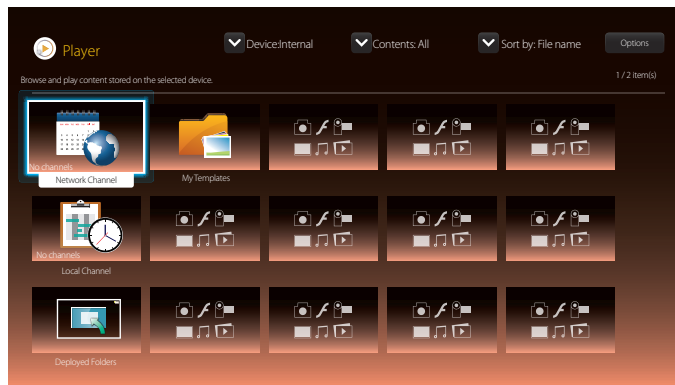 Player
Device:Internal
Contents: All
Sort by: File name
Options
Browse and play content stored on the selected device.
1 / 2 item(s)
No channels
Network Channel
My Templates
No channels
Local Channel
Deployed Folders